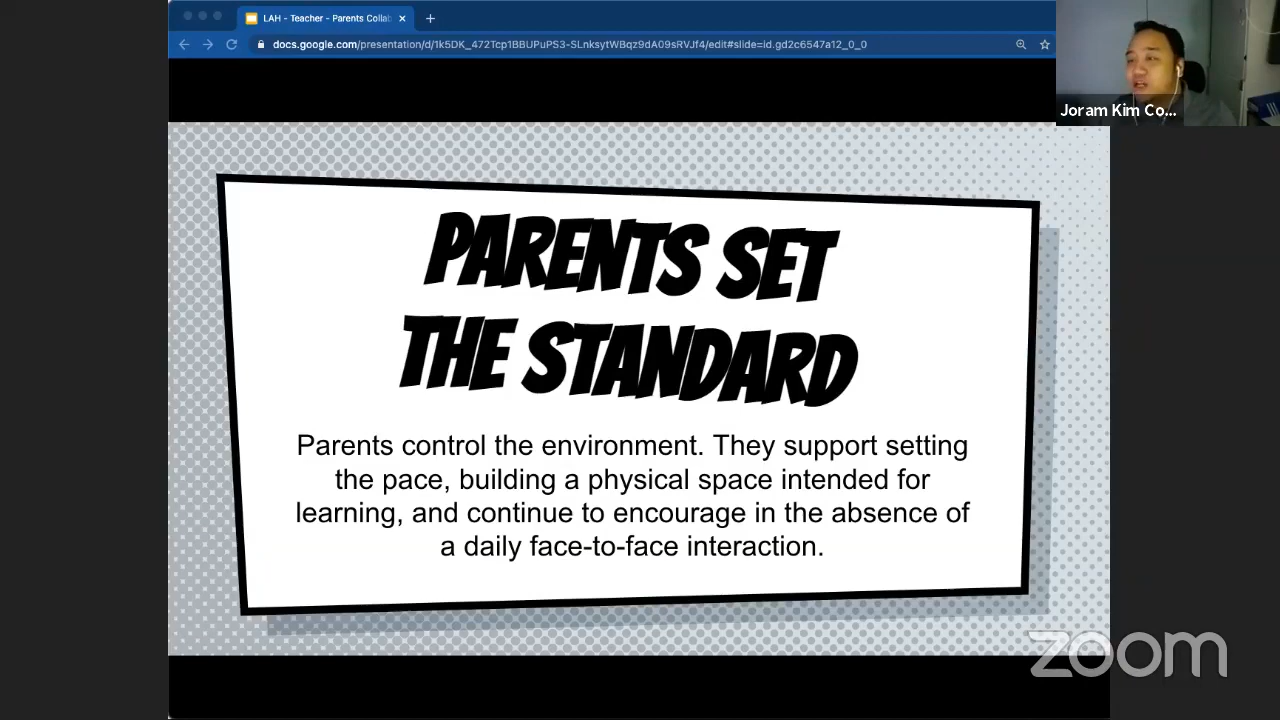 LAH - Teacher - Parents Collab
docs.google.com/presentation/d/1k5DK_472Tcp1BBUPuPS3-SLnksytWBqz9dA09sRVJf4/edit#slide=id.gd2c6547a12_0_0
Joram Kim Co...
PARENTS SET
THE STANDARD
Parents control the environment. They support setting
the pace, building a physical space intended for
learning, and continue to encourage in the absence of
a daily face-to-face interaction.
zoom